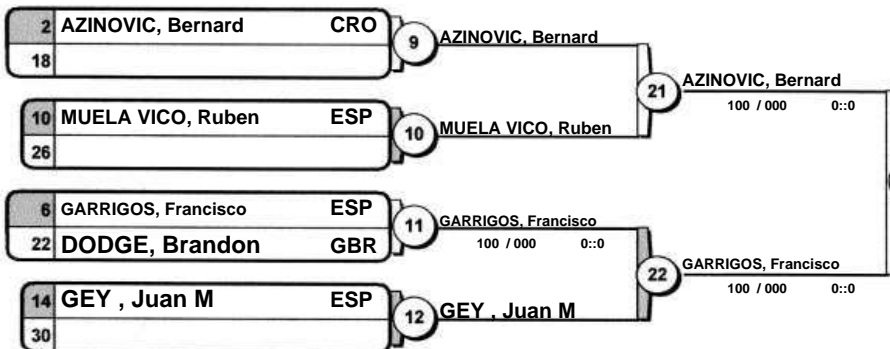 2 AZINOVIC, Bernard CRO
18
9 AZINOVIC, Bernard
10 MUELA VICO, Ruben ESP
26
10 MUELA VICO, Ruben
21 AZINOVIC, Bernard
100 / 000 0::0
6 GARRIGOS, Francisco ESP
22 DODGE, Brandon GBR
11 GARRIGOS, Francisco
100 / 000 0::0
14 GEY , Juan M ESP
30
12 GEY , Juan M
22 GARRIGOS, Francisco
100 / 000 0::0